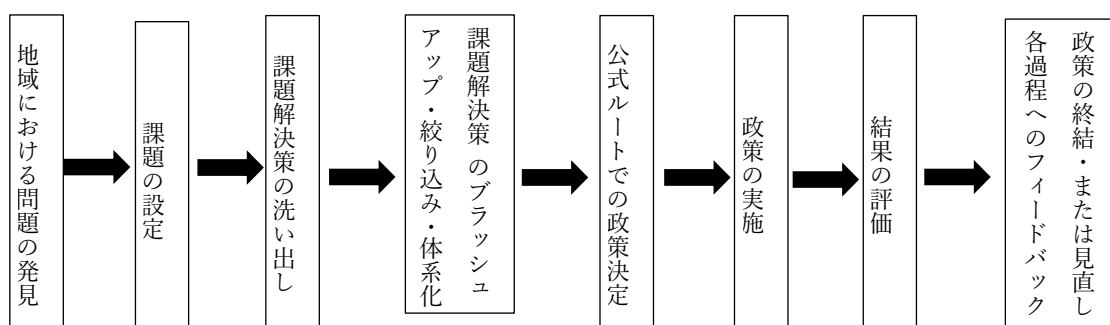 地域における問題の発見
課題の設定
課題解決策の洗い出し
課題解決策 のブラッシュ
アップ・絞り込み・体系化
公式ルートでの政策決定
政策の実施
結果の評価
政策の終結・または見直し
各過程へのフィードバック